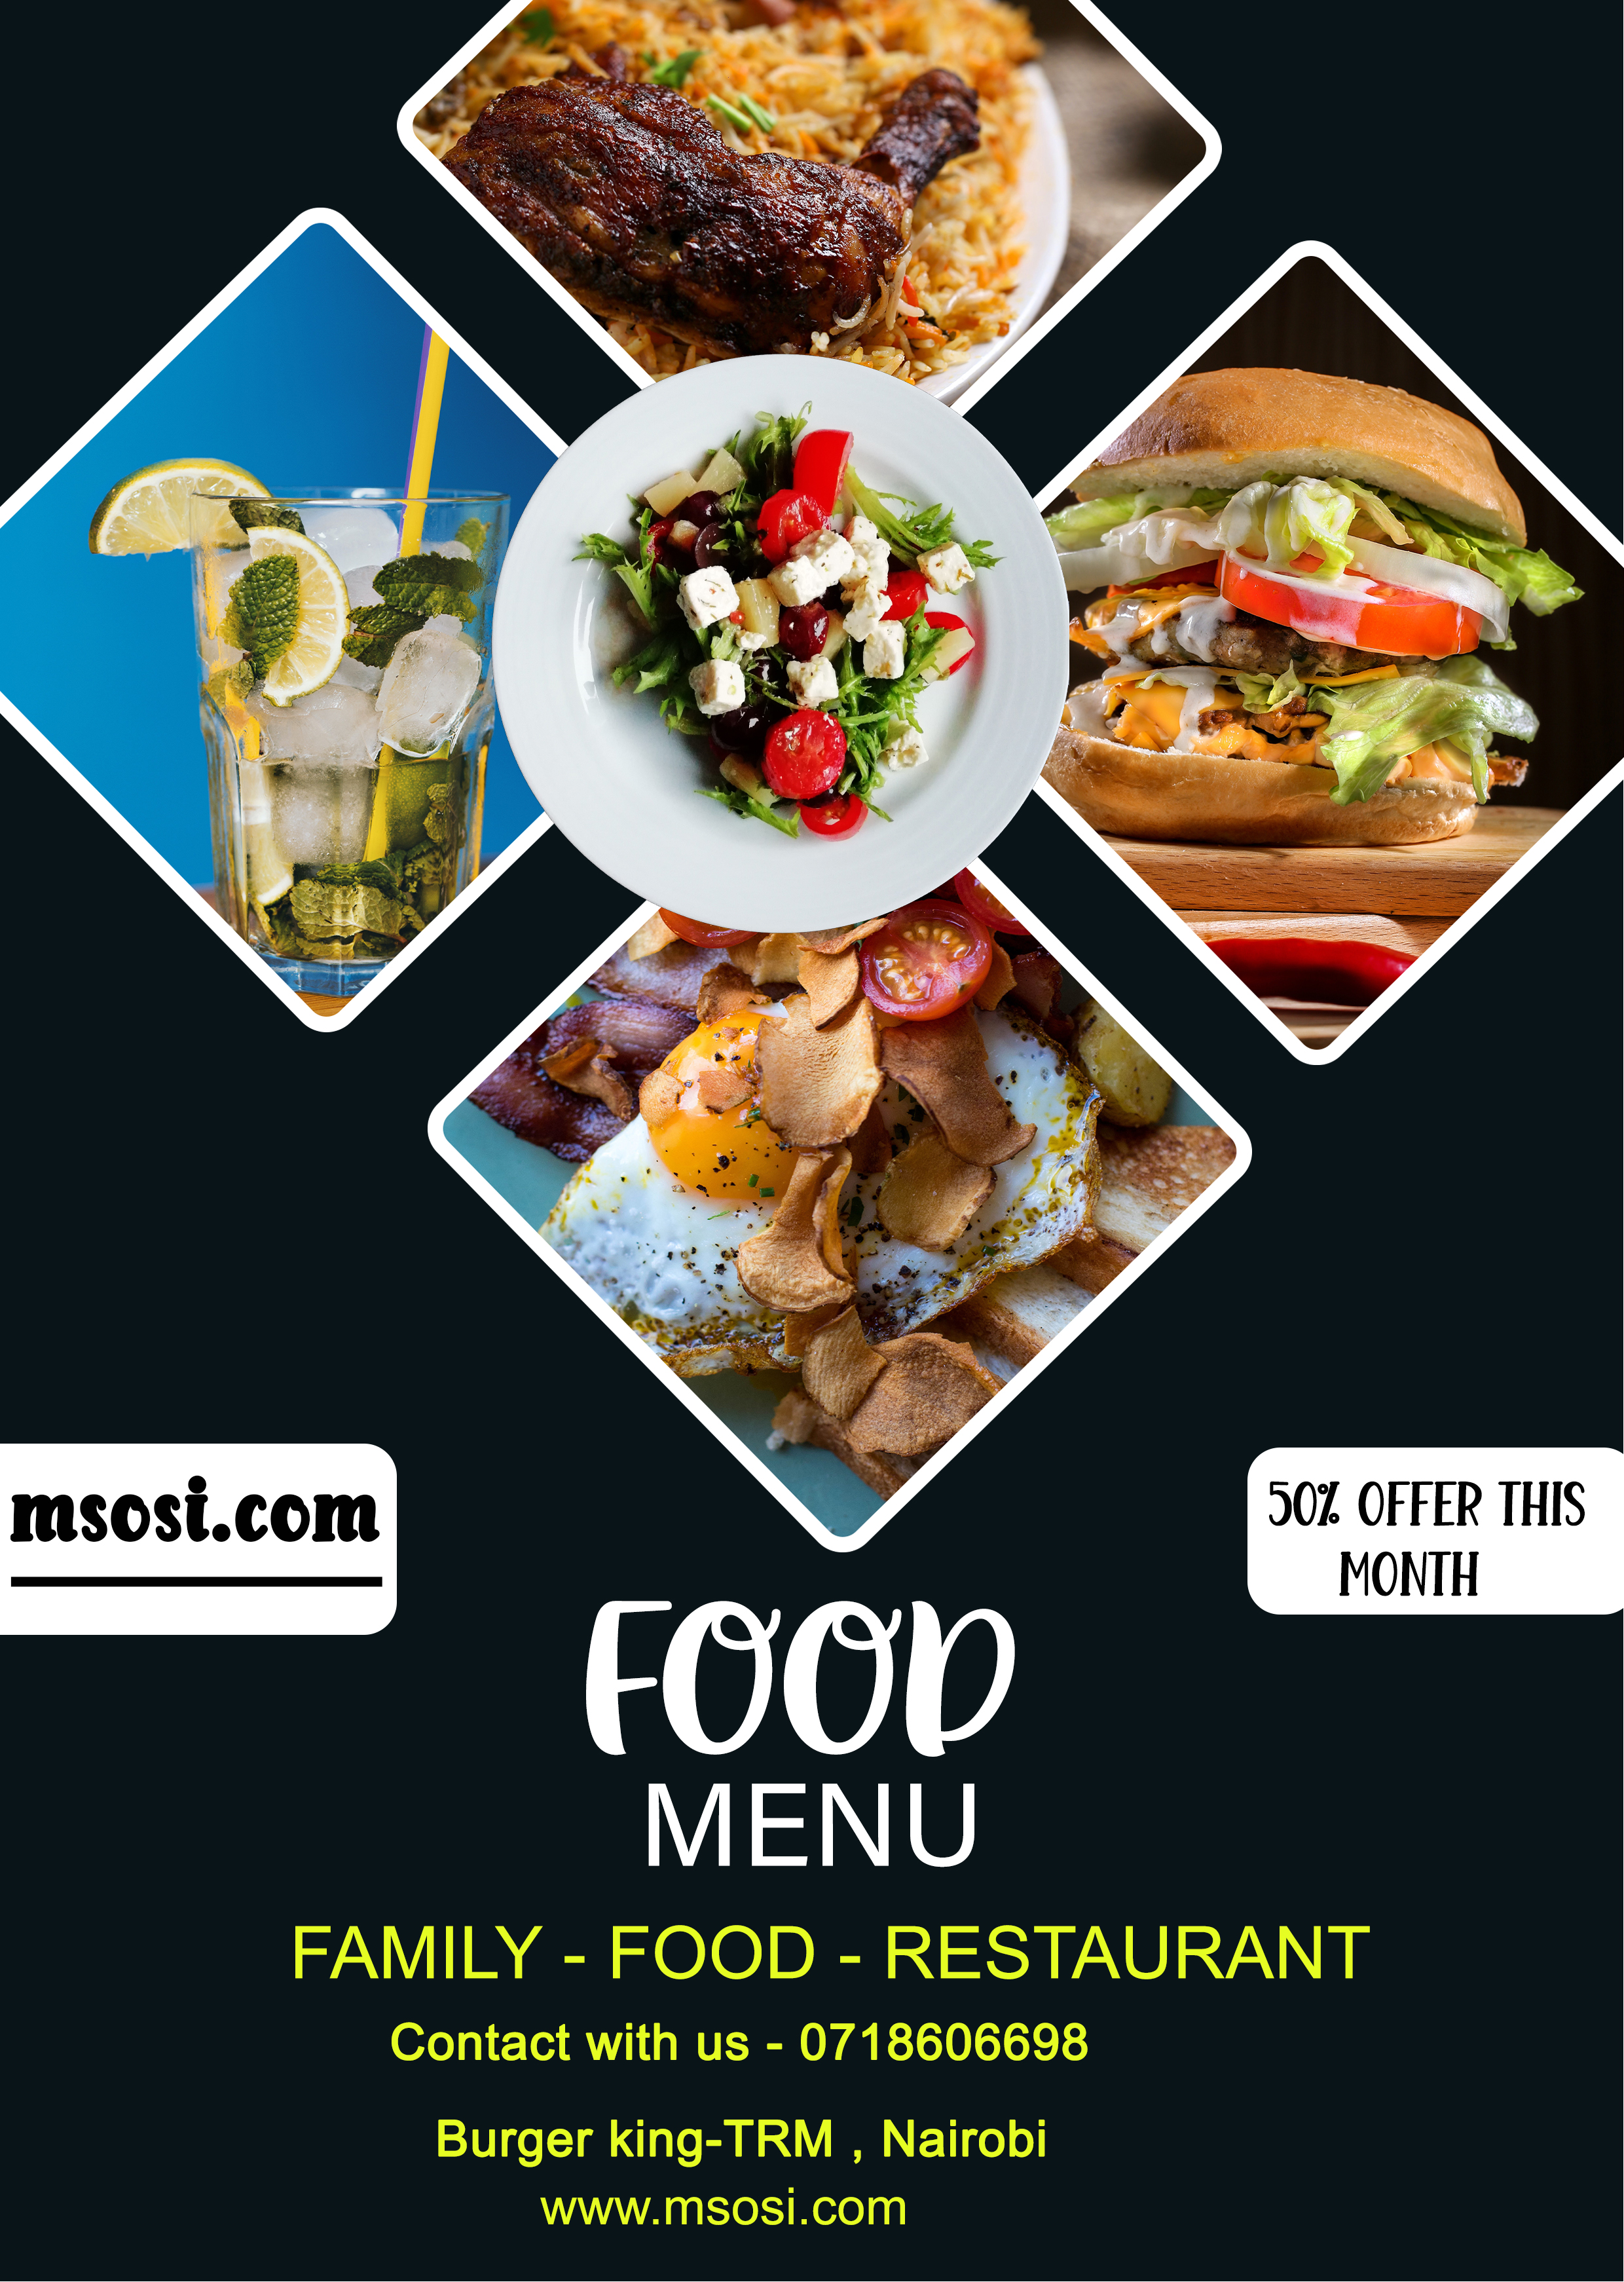 msosi.com
50% OFFER THIS
MONTH
FOOD
MENU
FAMILY - FOOD - RESTAURANT
Contact with us - 0718606698
Burger king-TRM , Nairobi
www.msosi.com